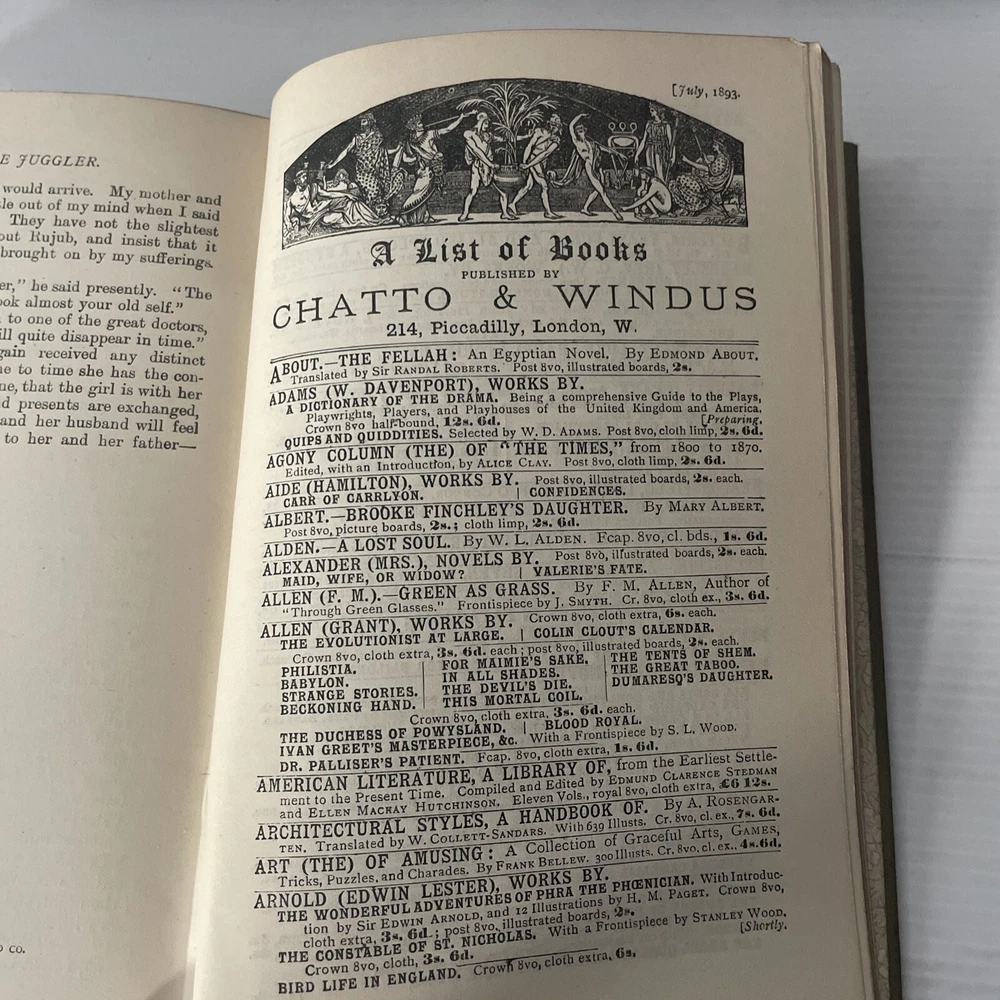 E JUGGLER.
would arrive. My mother and
le out of my mind when I said
They have not the slightest
out Rujub, and insist that it
brought on by my sufferings.
er," he said presently. "The
ook almost your old self."
to one of the great doctors,
ill quite disappear in time."
gain received any distinct
e to time she has the con-
ne, that the girl is with her
d presents are exchanged,
and her husband will feel
to her and her father—
CO.
[July, 1893.
A List of Books
PUBLISHED BY
CHATTO & WINDUS
214, Piccadilly, London, W.
ABOUT.—THE FELLAH: An Egyptian Novel. By EDMOND ABOUT.
Translated by Sir RANDAL ROBERTS. Post 8vo, illustrated boards, 2s.
ADAMS (W. DAVENPORT), WORKS BY.
A DICTIONARY OF THE DRAMA. Being a comprehensive Guide to the Plays,
Playwrights, Players, and Playhouses of the United Kingdom and America.
Crown 8vo half-bound, 12s. 6d. [Preparing.
QUIPS AND QUIDDITIES. Selected by W. D. ADAMS. Post 8vo, cloth limp, 2s. 6d.
AGONY COLUMN (THE) OF "THE TIMES," from 1800 to 1870.
Edited, with an Introduction, by ALICE CLAY. Post 8vo, cloth limp, 2s. 6d.
AIDE (HAMILTON), WORKS BY. Post 8vo, illustrated boards, 2s. each.
CARR OF CARRLYON. | CONFIDENCES.
ALBERT.—BROOKE FINCHLEY'S DAUGHTER. By MARY ALBERT.
Post 8vo, picture boards, 2s.; cloth limp, 2s. 6d.
ALDEN.—A LOST SOUL. By W. L. ALDEN. Fcap. 8vo, cl. bds., 1s. 6d.
ALEXANDER (MRS.), NOVELS BY. Post 8vo, illustrated boards, 2s. each.
MAID, WIFE, OR WIDOW? | VALERIE'S FATE.
ALLEN (F. M.).—GREEN AS GRASS. By F. M. ALLEN, Author of
"Through Green Glasses." Frontispiece by J. SMYTH. Cr. 8vo, cloth ex., 3s. 6d.
ALLEN (GRANT), WORKS BY. Crown 8vo, cloth extra, 6s. each.
THE EVOLUTIONIST AT LARGE. | COLIN CLOUT'S CALENDAR.
Crown 8vo, cloth extra, 3s. 6d. each; post 8vo, illustrated boards, 2s. each.
PHILISTIA. | FOR MAIMIE'S SAKE. | THE TENTS OF SHEM.
BABYLON. | IN ALL SHADES. | THE GREAT TABOO.
STRANGE STORIES. | THE DEVIL'S DIE. | DUMARESQ'S DAUGHTER.
BECKONING HAND. | THIS MORTAL COIL.
Crown 8vo, cloth extra, 3s. 6d. each.
THE DUCHESS OF POWYSLAND. | BLOOD ROYAL.
IVAN GREET'S MASTERPIECE, &c. With a Frontispiece by S. L. WOOD.
DR. PALLISER'S PATIENT. Fcap. 8vo, cloth extra, 1s. 6d.
AMERICAN LITERATURE, A LIBRARY OF, from the Earliest Settle-
ment to the Present Time. Compiled and Edited by EDMUND CLARENCE STEDMAN
and ELLEN MACKAY HUTCHINSON. Eleven Vols., royal 8vo, cloth extra, £6 12s.
ARCHITECTURAL STYLES, A HANDBOOK OF. By A. ROSENGAR-
TEN. Translated by W. COLLETT-SANDARS. With 639 Illusts. Cr. 8vo, cl. ex., 7s. 6d.
ART (THE) OF AMUSING: A Collection of Graceful Arts, GAMES,
Tricks, Puzzles, and Charades. By FRANK BELLEW. 300 Illusts. Cr. 8vo, cl. ex., 4s. 6d.
ARNOLD (EDWIN LESTER), WORKS BY.
THE WONDERFUL ADVENTURES OF PHRA THE PHŒNICIAN. With Introduc-
tion by Sir EDWIN ARNOLD, and 12 Illustrations by H. M. PAGET. Crown 8vo,
cloth extra, 3s. 6d.; post 8vo, illustrated boards, 2s.
THE CONSTABLE OF ST. NICHOLAS. With a Frontispiece by STANLEY WOOD.
Crown 8vo, cloth, 3s. 6d. [Shortly.
BIRD LIFE IN ENGLAND. Crown 8vo, cloth extra, 6s.